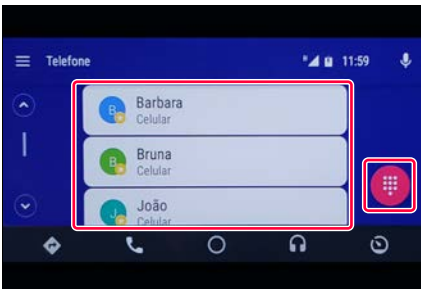 Telefone
11:59
B
Barbara
Celular
B
Bruna
Celular
J
João
Celular